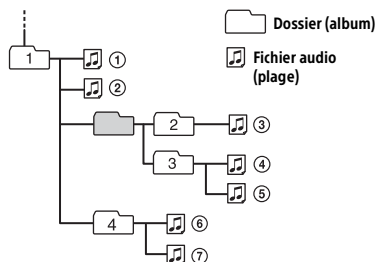 Dossier (album)
1 ①
Fichier audio
(plage)
②
2 ③
3 ④
⑤
4 ⑥
⑦